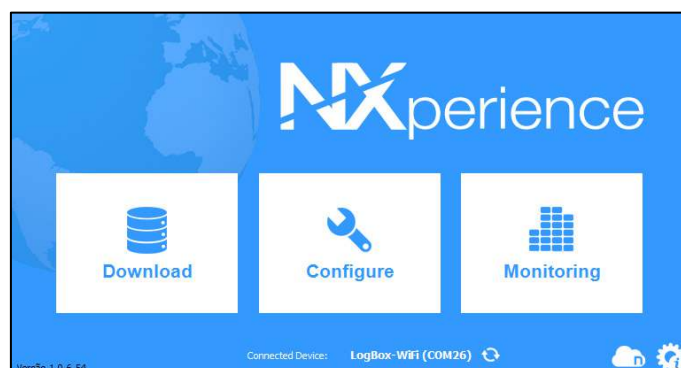 NXperience
Download
Configure
Monitoring
Connected Device: LogBox-WiFi (COM26)
n
i